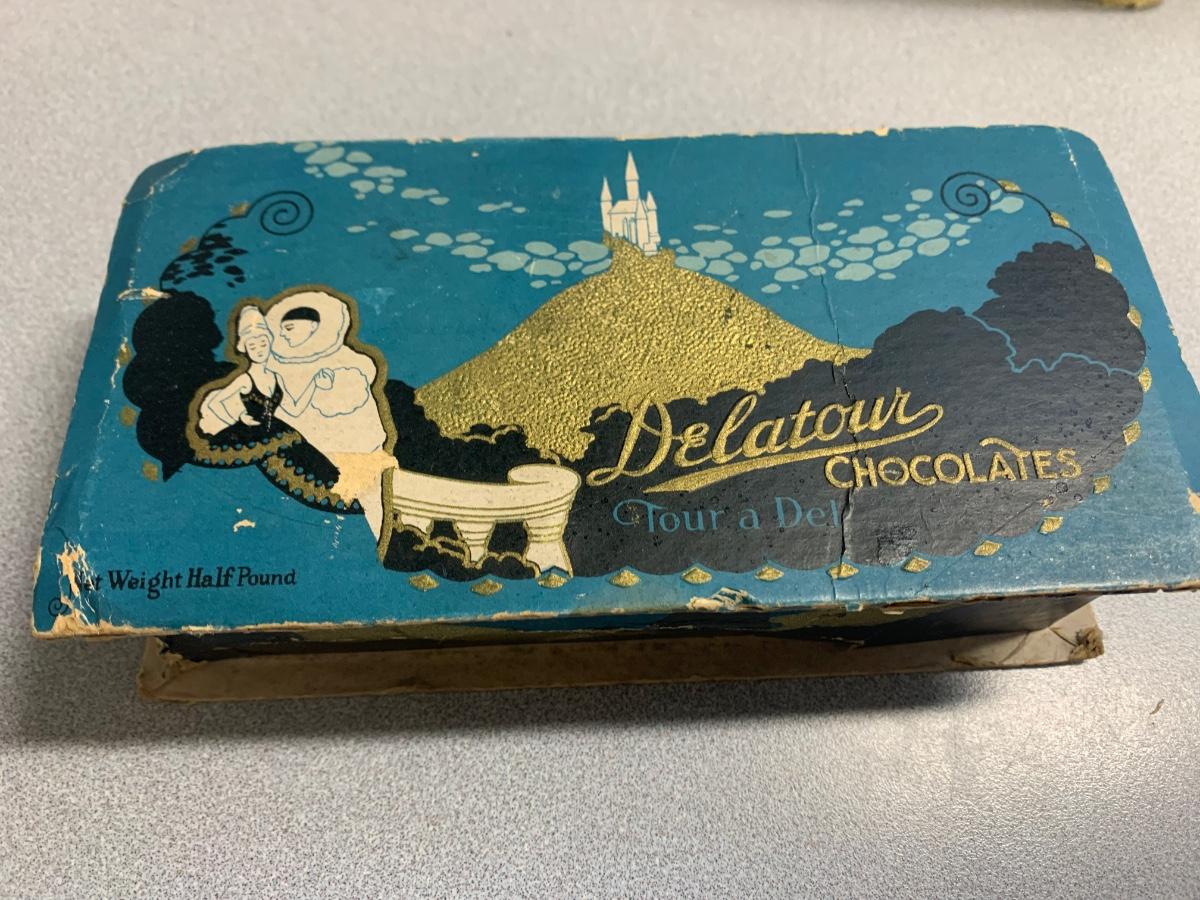 Delatour
CHOCOLATES
Tour a Del
Weight Half Pound